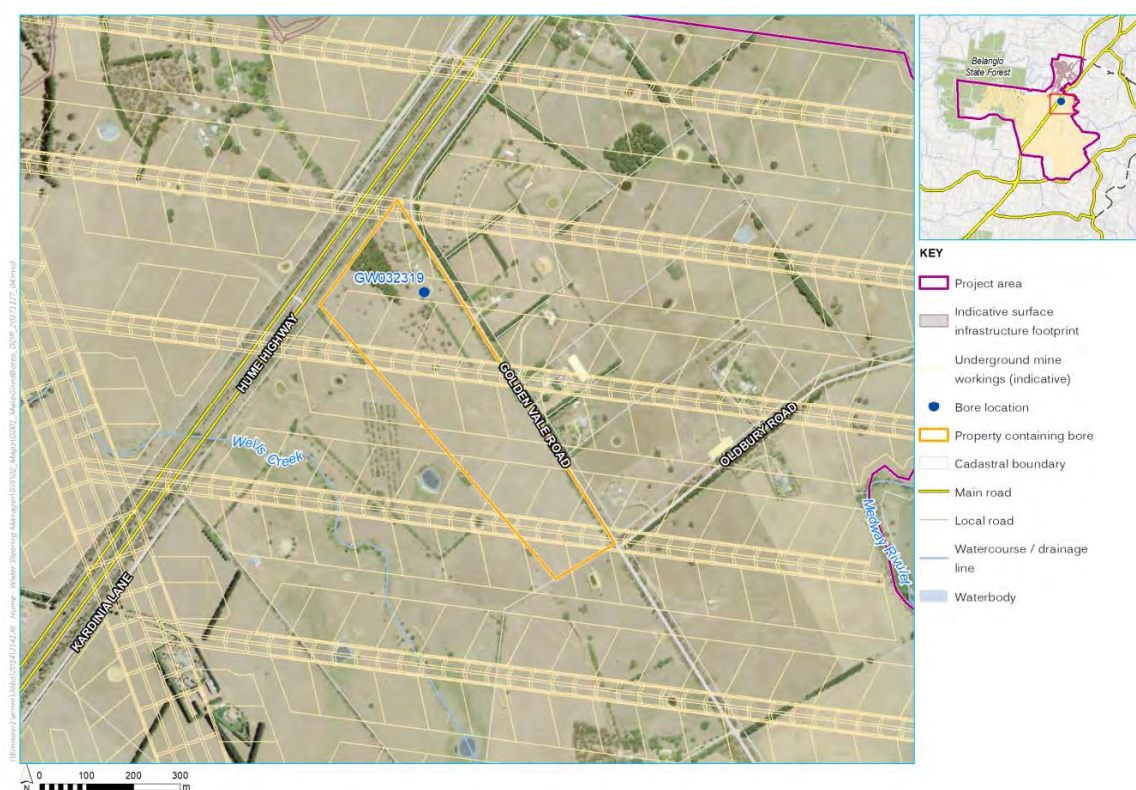 GW032319
HUME HIGHWAY
GOLDEN VALE ROAD
OLDBURY ROAD
Wells Creek
Medway Rivulet
KARDINIA LANE
Belanglo
State Forest
KEY
Project area
Indicative surface
infrastructure footprint
Underground mine
workings (indicative)
Bore location
Property containing bore
Cadastral boundary
Main road
Local road
Watercourse / drainage
line
Waterbody
N
0 100 200 300
m